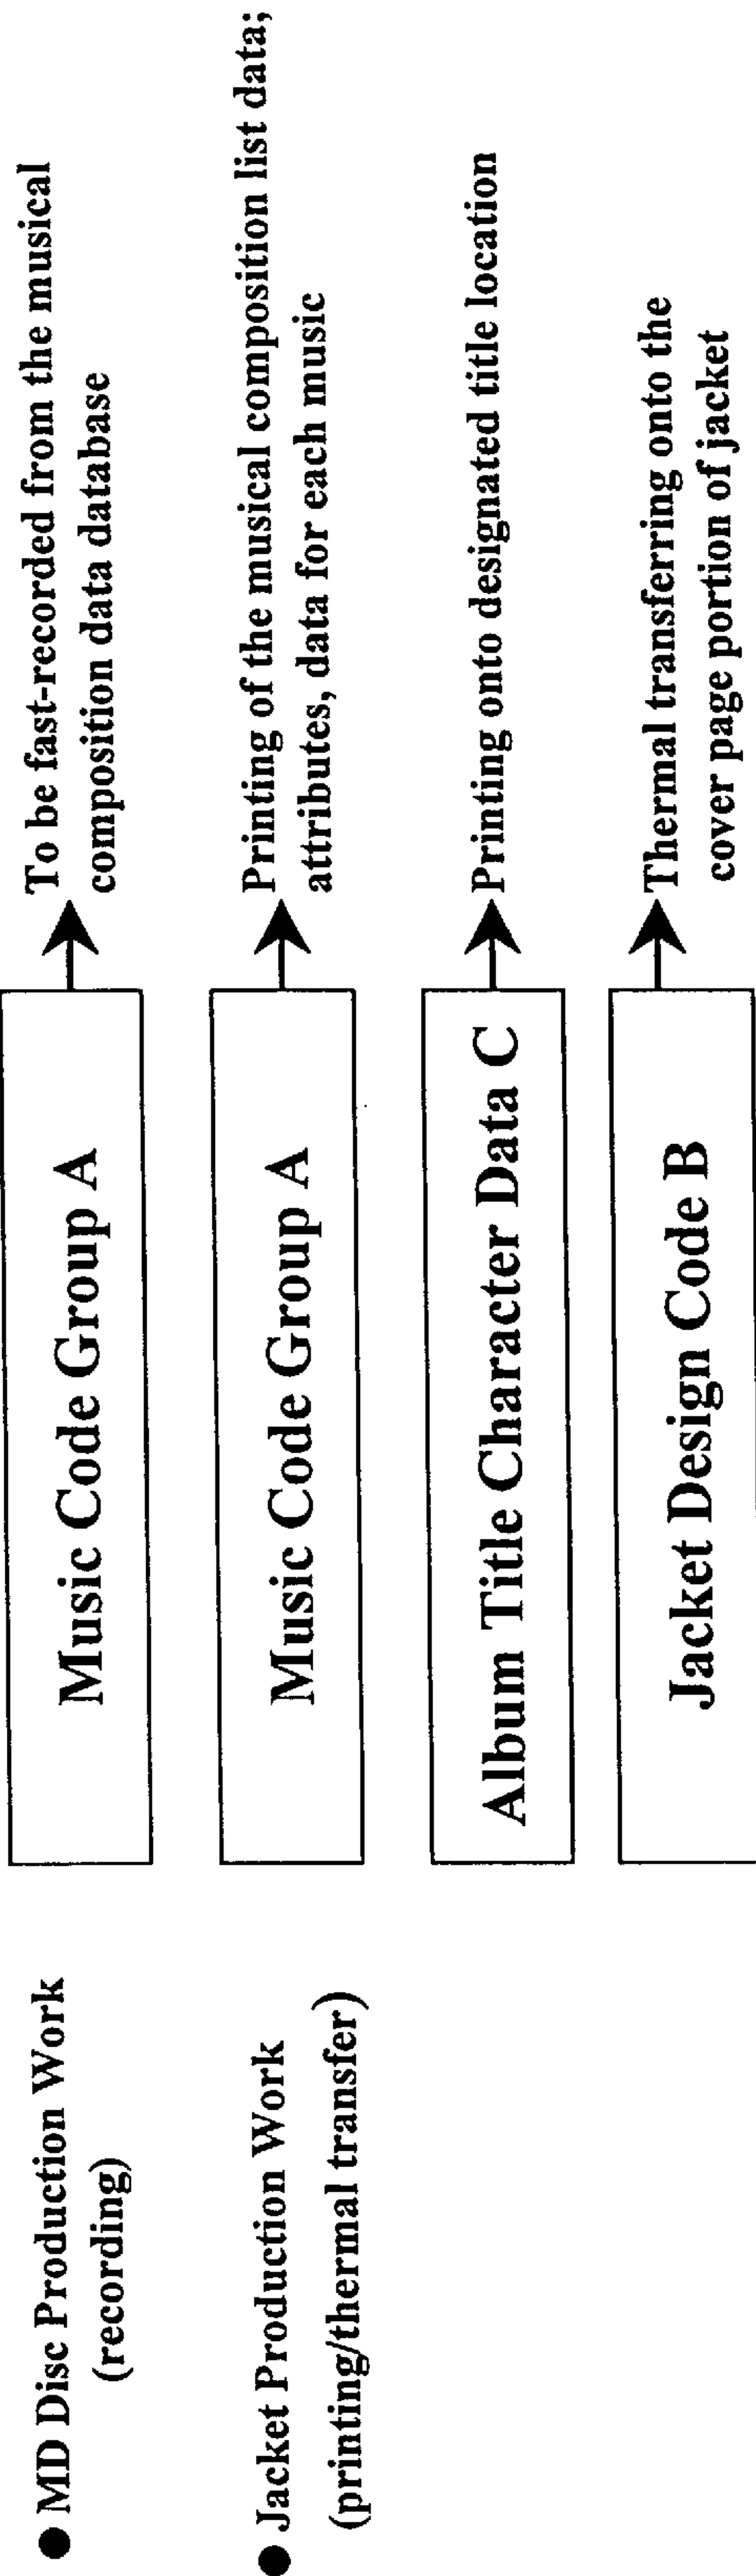 ● MD Disc Production Work
(recording)
Music Code Group A
To be fast-recorded from the musical
composition data database
● Jacket Production Work
(printing/thermal transfer)
Music Code Group A
Printing of the musical composition list data;
attributes, data for each music
Album Title Character Data C
Printing onto designated title location
Jacket Design Code B
Thermal transferring onto the
cover page portion of jacket